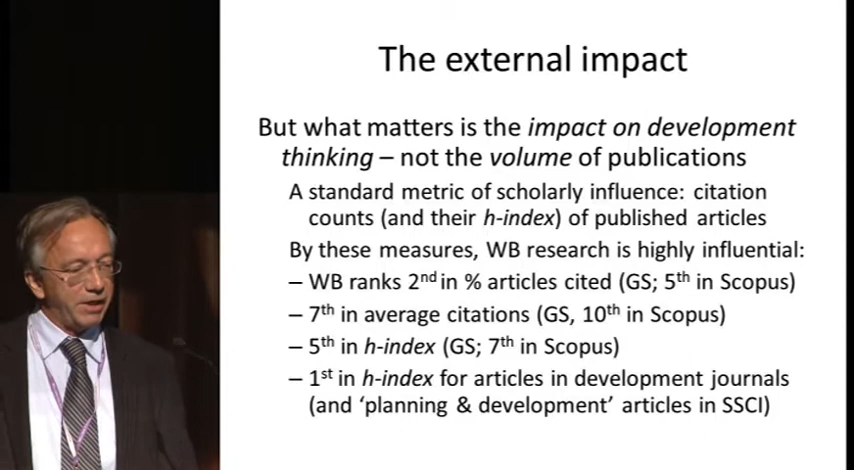 The external impact
But what matters is the impact on development
thinking – not the volume of publications
A standard metric of scholarly influence: citation
counts (and their h-index) of published articles
By these measures, WB research is highly influential:
– WB ranks 2nd in % articles cited (GS; 5th in Scopus)
– 7th in average citations (GS, 10th in Scopus)
– 5th in h-index (GS; 7th in Scopus)
– 1st in h-index for articles in development journals
(and ‘planning & development’ articles in SSCI)